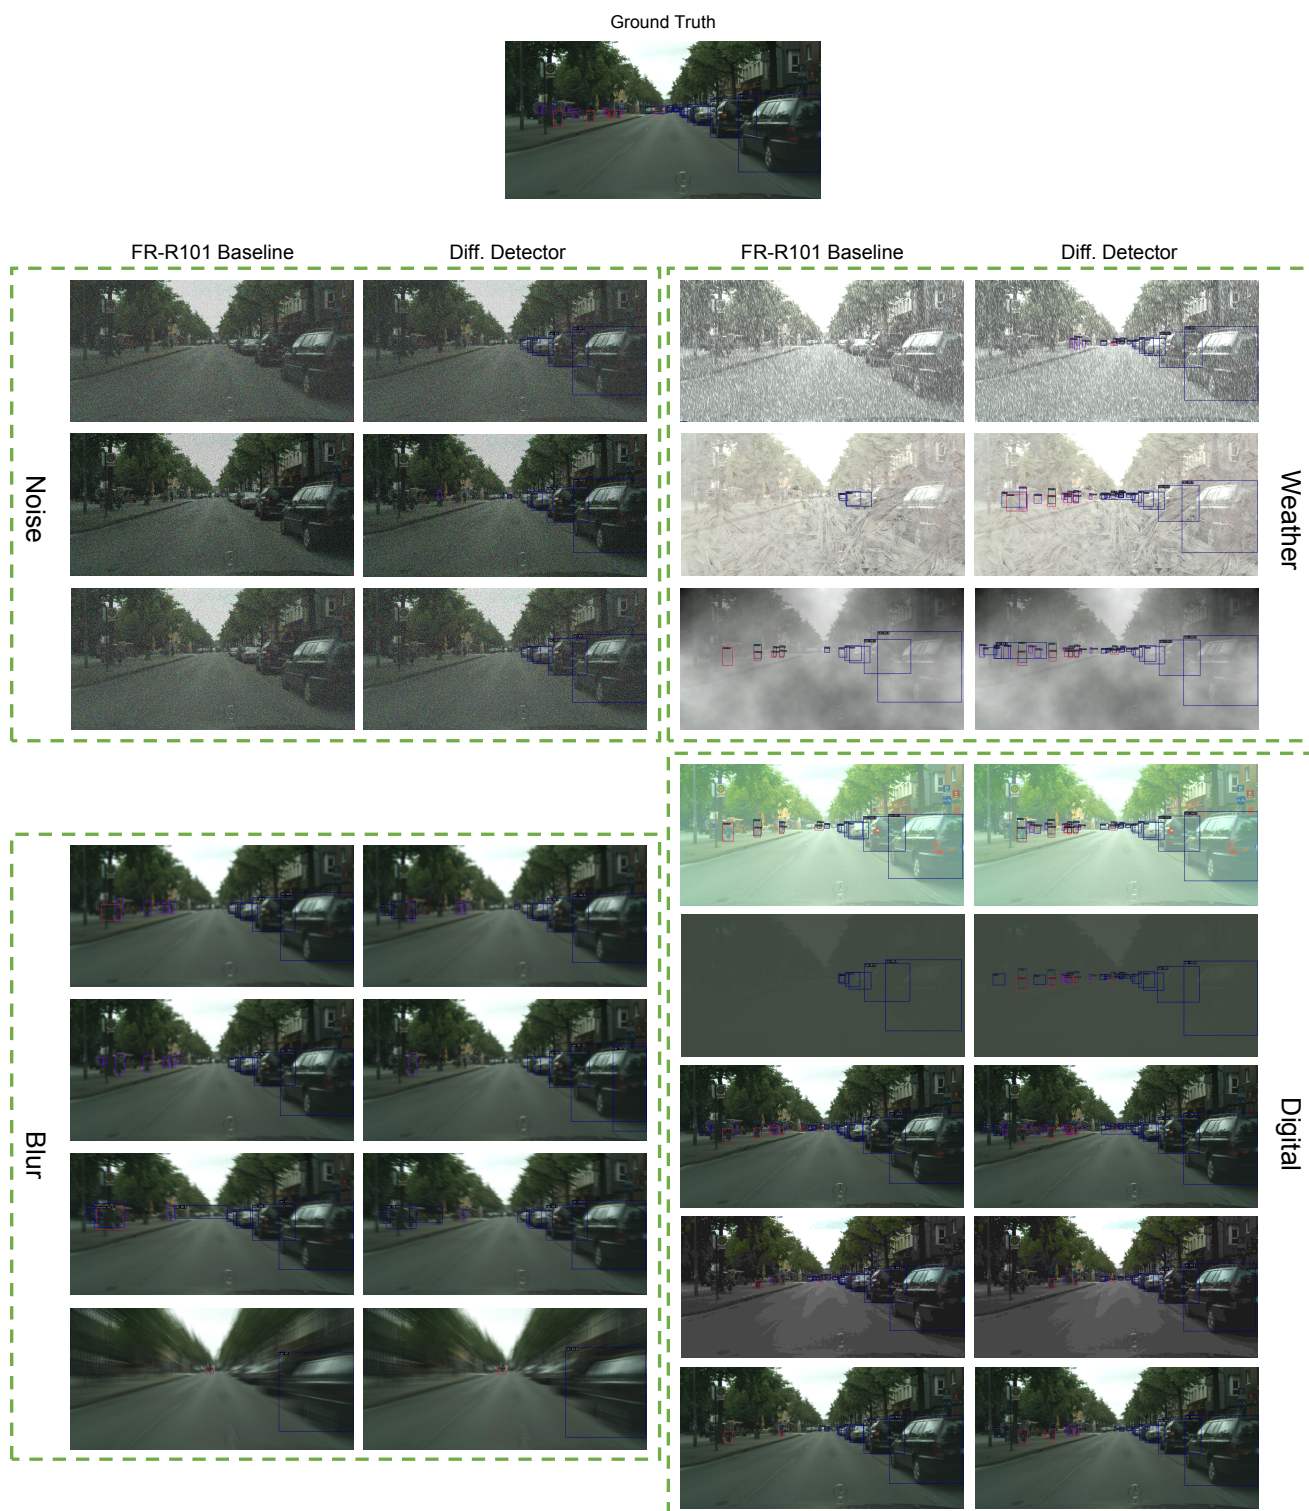 Ground Truth
FR-R101 Baseline
Diff. Detector
FR-R101 Baseline
Diff. Detector
Noise
Weather
Blur
Digital